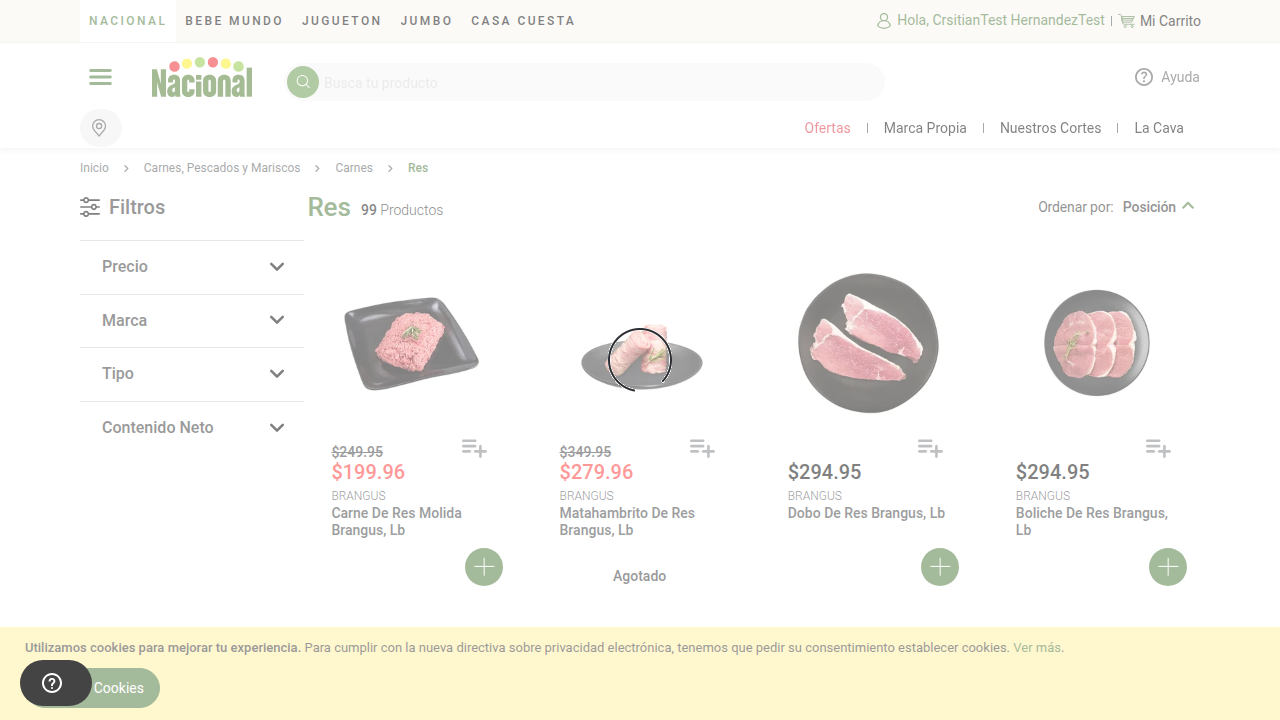 NACIONAL BEBE MUNDO JUGUETON JUMBO CASA CUESTA
Hola, CrsitianTest HernandezTest | Mi Carrito
Nacional
Busca tu producto
Ayuda
Ofertas | Marca Propia | Nuestros Cortes | La Cava
Inicio > Carnes, Pescados y Mariscos > Carnes > Res
Filtros
Res 99 Productos
Ordenar por: Posición
Precio
Marca
Tipo
Contenido Neto
$249.95
$199.96
BRANGUS
Carne De Res Molida
Brangus, Lb
$349.95
$279.96
BRANGUS
Matahambrito De Res
Brangus, Lb
Agotado
$294.95
BRANGUS
Dobo De Res Brangus, Lb
$294.95
BRANGUS
Boliche De Res Brangus,
Lb
Utilizamos cookies para mejorar tu experiencia. Para cumplir con la nueva directiva sobre privacidad electrónica, tenemos que pedir su consentimiento establecer cookies. Ver más.
Cookies